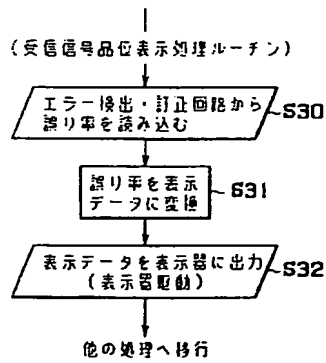 (受信信号品位表示処理ルーチン)
エラー検出・訂正回路から
誤り率を読み込む
S30
誤り率を表示
データに変換
S31
表示データを表示器に出力
(表示器駆動)
S32
他の処理へ移行